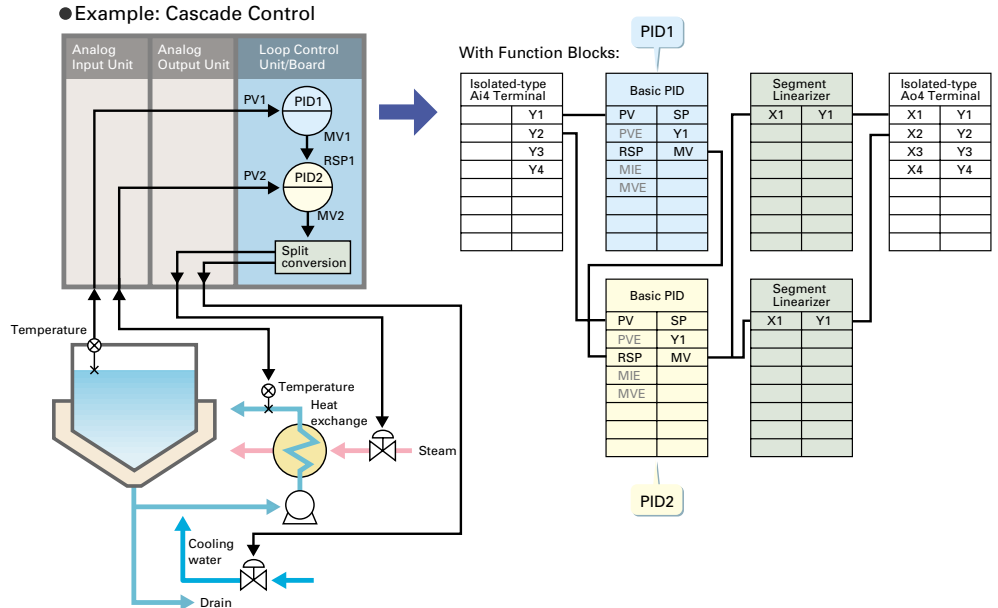 ●Example: Cascade Control
Analog
Input Unit
Analog
Output Unit
Loop Control
Unit/Board
PV1
PID1
MV1
RSP1
PV2
PID2
MV2
Split
conversion
Temperature
Temperature
Heat
exchange
Steam
Cooling
water
Drain
With Function Blocks:
PID1
Isolated-type
Ai4 Terminal
Y1
Y2
Y3
Y4
Basic PID
PV SP
PVE Y1
RSP MV
MIE
MVE
Segment
Linearizer
X1 Y1
Isolated-type
Ao4 Terminal
X1 Y1
X2 Y2
X3 Y3
X4 Y4
Basic PID
PV SP
PVE Y1
RSP MV
MIE
MVE
Segment
Linearizer
X1 Y1
PID2